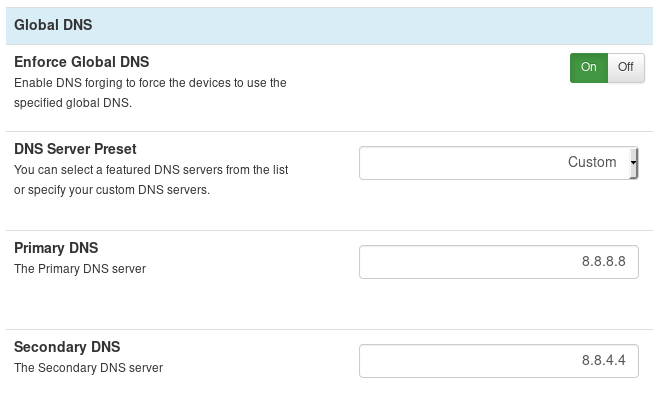 Global DNS
Enforce Global DNS
Enable DNS forging to force the devices to use the
specified global DNS.
On Off
DNS Server Preset
You can select a featured DNS servers from the list
or specify your custom DNS servers.
Custom
Primary DNS
The Primary DNS server
8.8.8.8
Secondary DNS
The Secondary DNS server
8.8.4.4